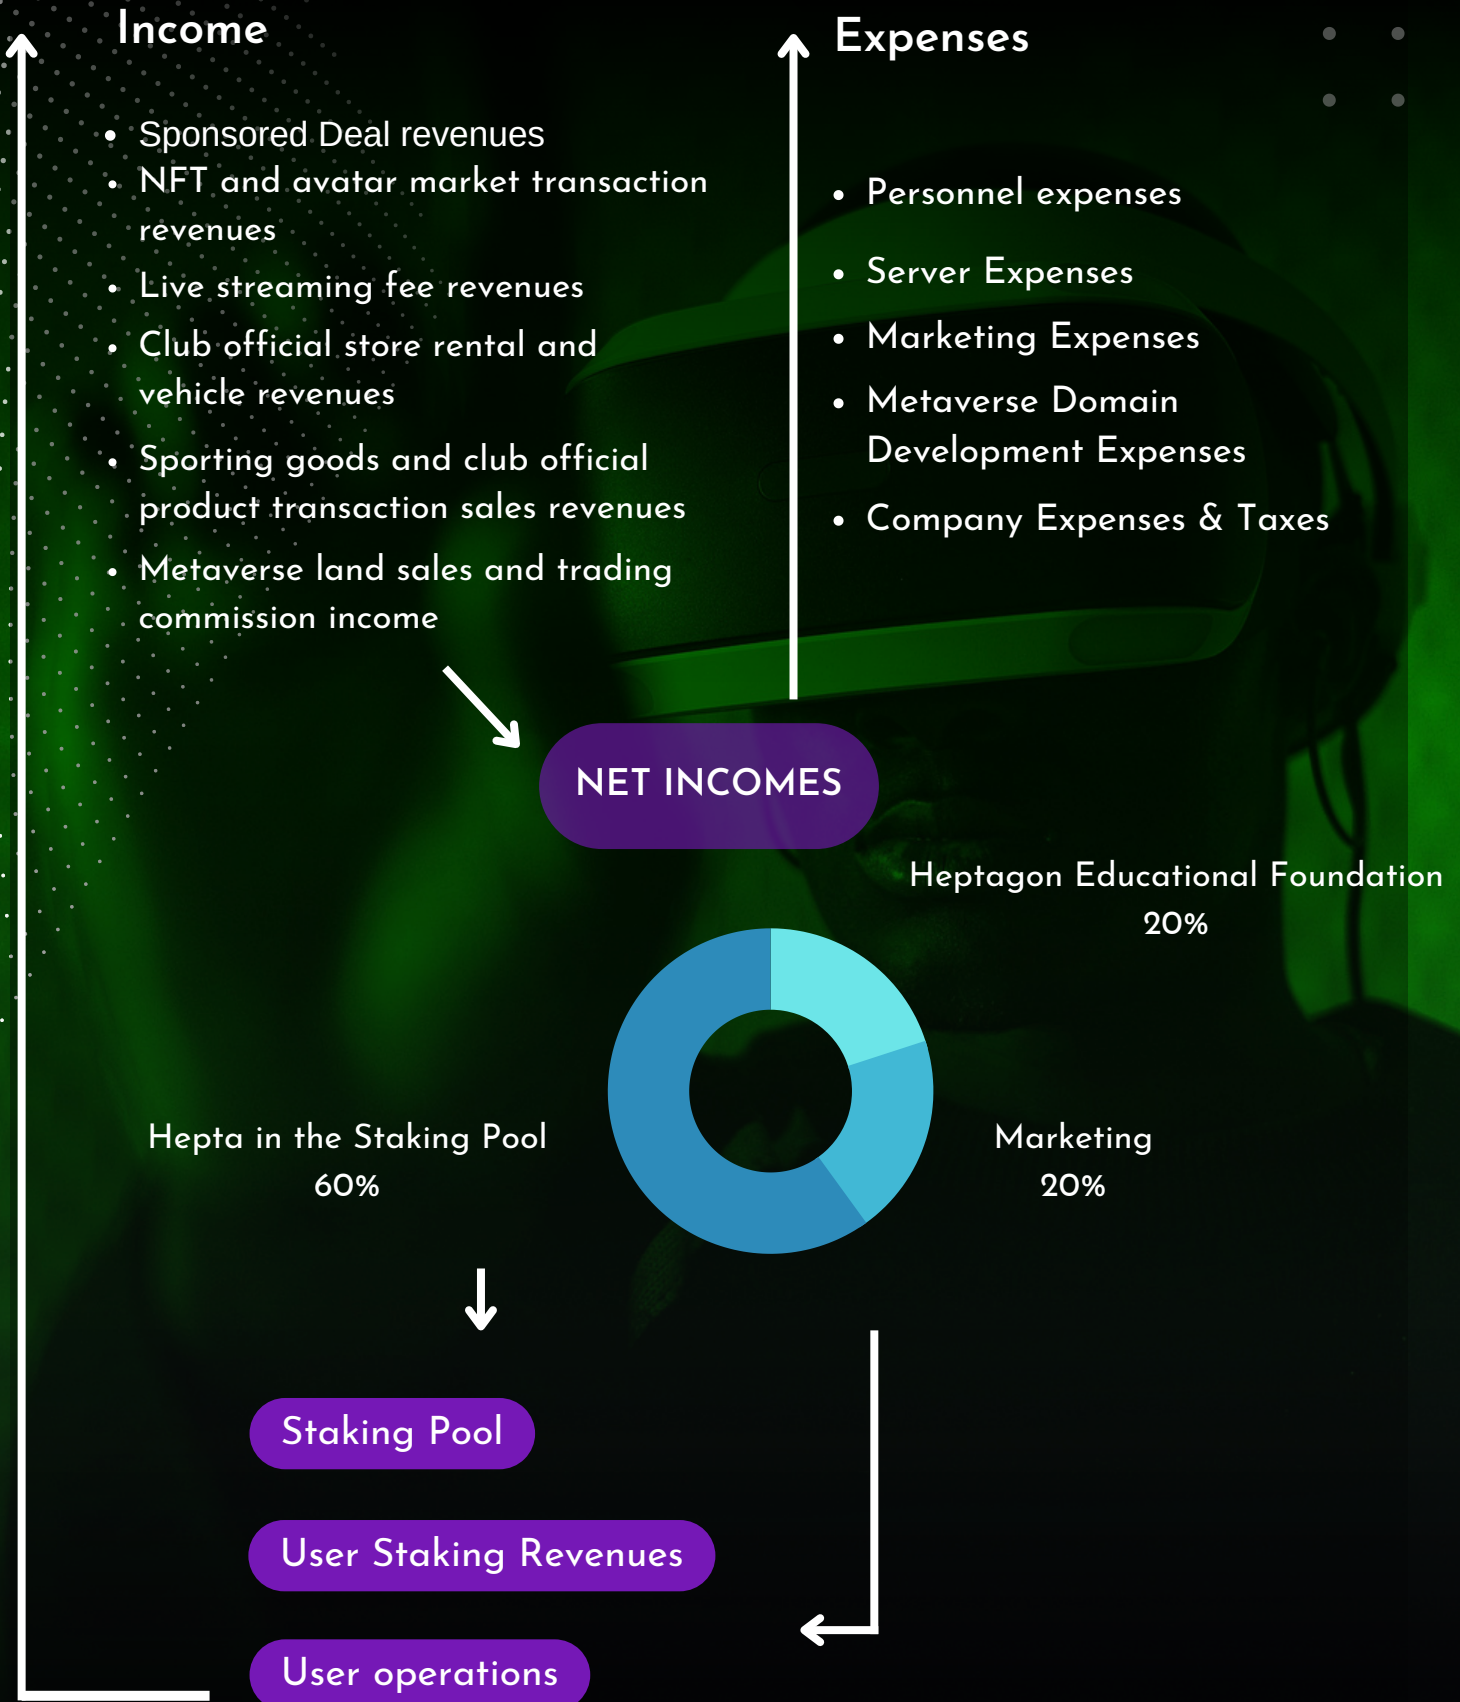 Income
Sponsored Deal revenues
NFT and avatar market transaction
revenues
Live streaming fee revenues
Club official store rental and
vehicle revenues
Sporting goods and club official
product transaction sales revenues
Metaverse land sales and trading
commission income
Expenses
Personnel expenses
Server Expenses
Marketing Expenses
Metaverse Domain
Development Expenses
Company Expenses & Taxes
NET INCOMES
Heptagon Educational Foundation
20%
Hepta in the Staking Pool
60%
Marketing
20%
Staking Pool
User Staking Revenues
User operations